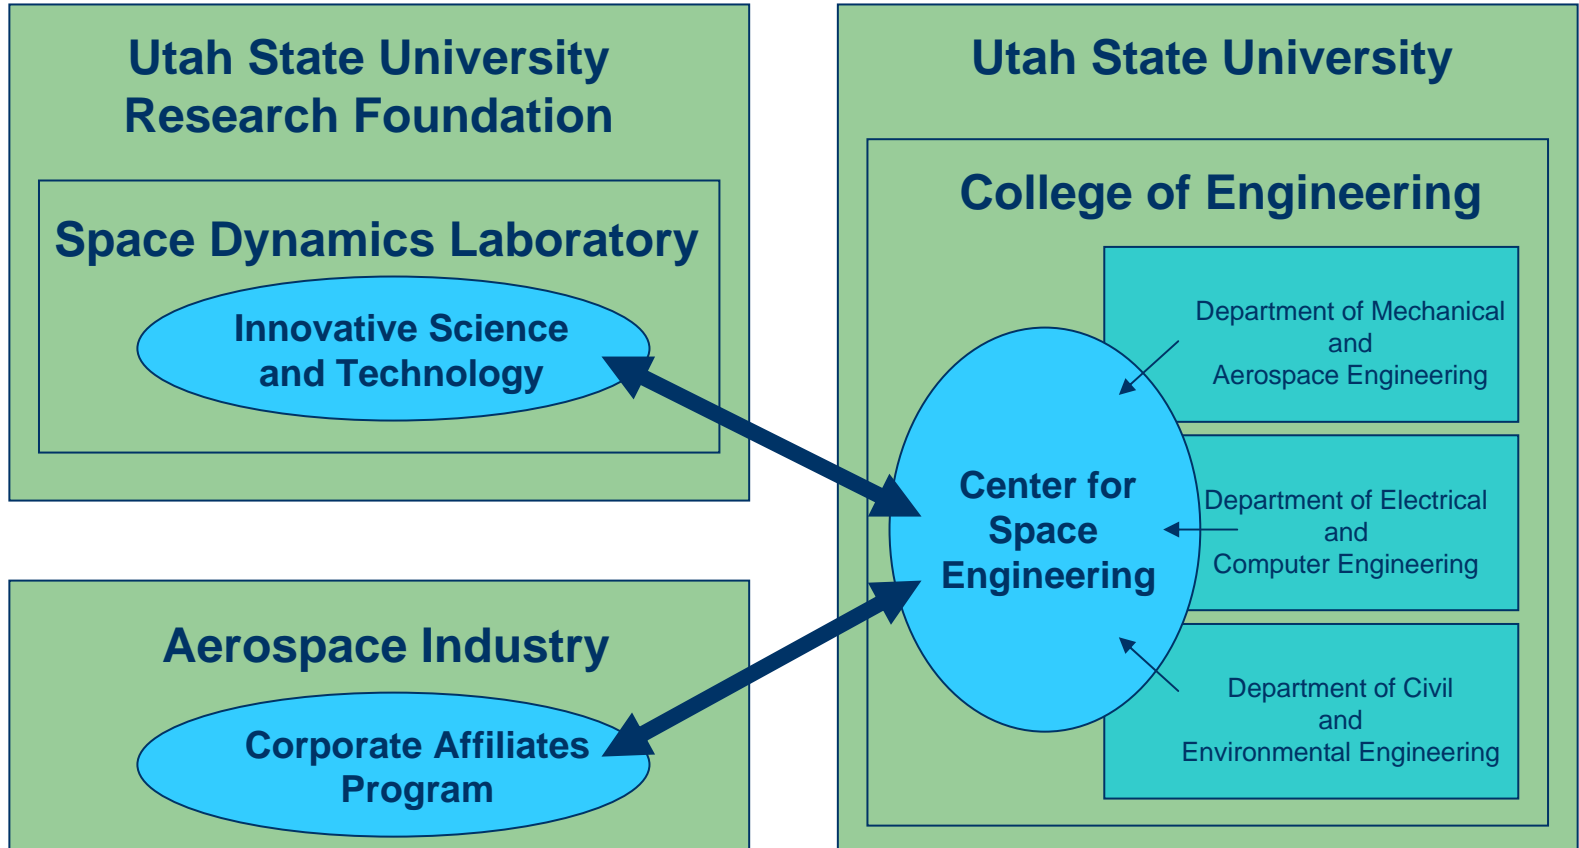 Utah State University
Research Foundation
Space Dynamics Laboratory
Innovative Science
and Technology
Aerospace Industry
Corporate Affiliates
Program
Utah State University
College of Engineering
Center for
Space
Engineering
Department of Mechanical
and
Aerospace Engineering
Department of Electrical
and
Computer Engineering
Department of Civil
and
Environmental Engineering